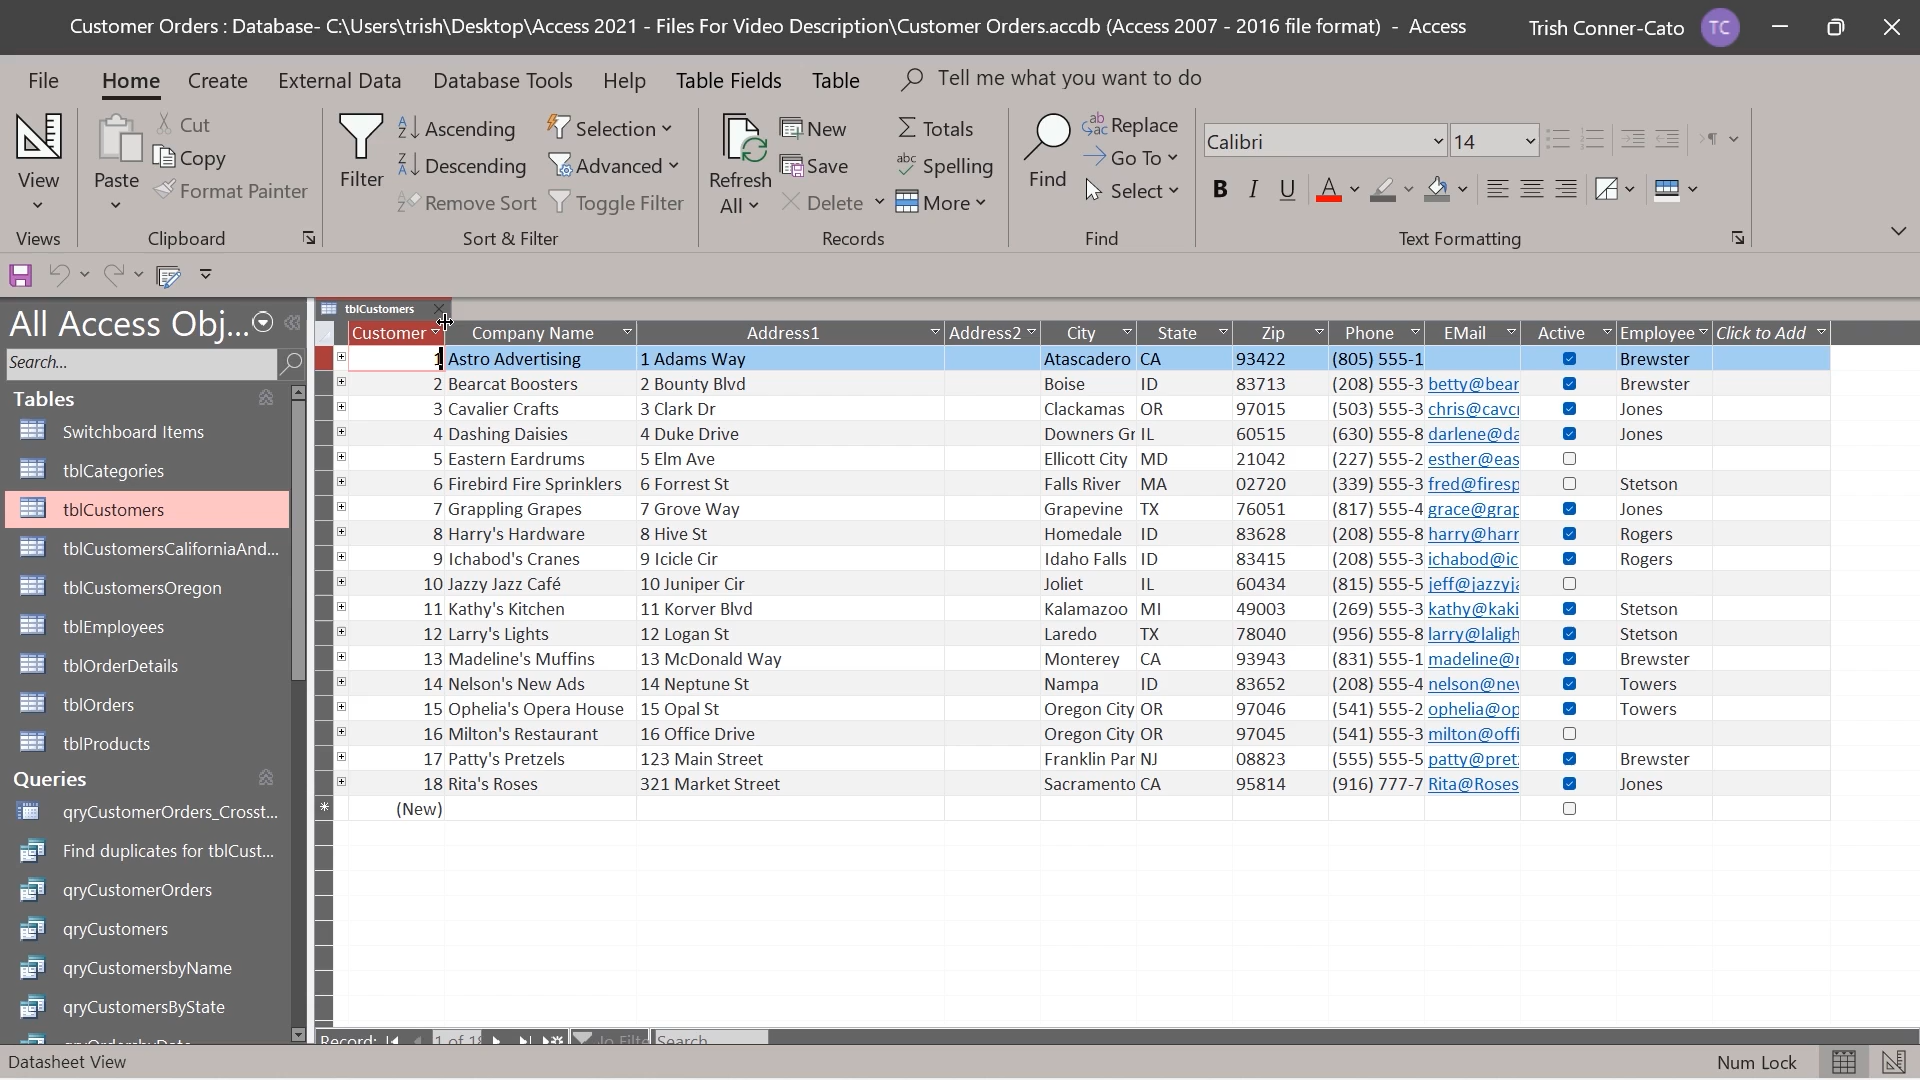 Customer Orders : Database- C:\Users\trish\Desktop\Access 2021 - Files For Video Description\Customer Orders.accdb (Access 2007 - 2016 file format) - Access
Trish Conner-Cato TC
File Home Create External Data Database Tools Help Table Fields Table Tell me what you want to do
View
Views
Paste
Cut
Copy
Format Painter
Clipboard
Filter
Ascending
Descending
Remove Sort
Selection
Advanced
Toggle Filter
Sort & Filter
Refresh
All
New
Save
Delete
Totals
Spelling
More
Records
Find
Replace
Go To
Select
Find
Calibri 14
B I U
Text Formatting
All Access Obj...
Search...
Tables
Switchboard Items
tblCategories
tblCustomers
tblCustomersCaliforniaAnd...
tblCustomersOregon
tblEmployees
tblOrderDetails
tblOrders
tblProducts
Queries
qryCustomerOrders_Crosst...
Find duplicates for tblCust...
qryCustomerOrders
qryCustomers
qryCustomersbyName
qryCustomersByState
tblCustomers
Customer Company Name Address1 Address2 City State Zip Phone EMail Active Employee Click to Add
1 Astro Advertising 1 Adams Way Atascadero CA 93422 (805) 555-1 Brewster
2 Bearcat Boosters 2 Bounty Blvd Boise ID 83713 (208) 555-3 betty@bear Brewster
3 Cavalier Crafts 3 Clark Dr Clackamas OR 97015 (503) 555-3 chris@cavcr Jones
4 Dashing Daisies 4 Duke Drive Downers Gr IL 60515 (630) 555-8 darlene@da Jones
5 Eastern Eardrums 5 Elm Ave Ellicott City MD 21042 (227) 555-2 esther@eas
6 Firebird Fire Sprinklers 6 Forrest St Falls River MA 02720 (339) 555-3 fred@firesp Stetson
7 Grappling Grapes 7 Grove Way Grapevine TX 76051 (817) 555-4 grace@grap Jones
8 Harry's Hardware 8 Hive St Homedale ID 83628 (208) 555-8 harry@harr Rogers
9 Ichabod's Cranes 9 Icicle Cir Idaho Falls ID 83415 (208) 555-3 ichabod@ic Rogers
10 Jazzy Jazz Café 10 Juniper Cir Joliet IL 60434 (815) 555-5 jeff@jazzyja
11 Kathy's Kitchen 11 Korver Blvd Kalamazoo MI 49003 (269) 555-3 kathy@kaki Stetson
12 Larry's Lights 12 Logan St Laredo TX 78040 (956) 555-8 larry@laligh Stetson
13 Madeline's Muffins 13 McDonald Way Monterey CA 93943 (831) 555-1 madeline@r Brewster
14 Nelson's New Ads 14 Neptune St Nampa ID 83652 (208) 555-4 nelson@nev Towers
15 Ophelia's Opera House 15 Opal St Oregon City OR 97046 (541) 555-2 ophelia@op Towers
16 Milton's Restaurant 16 Office Drive Oregon City OR 97045 (541) 555-3 milton@offi
17 Patty's Pretzels 123 Main Street Franklin Par NJ 08823 (555) 555-5 patty@pret Brewster
18 Rita's Roses 321 Market Street Sacramento CA 95814 (916) 777-7 Rita@Roses Jones
(New)
Record: 1 of 18 Search
Datasheet View
Num Lock